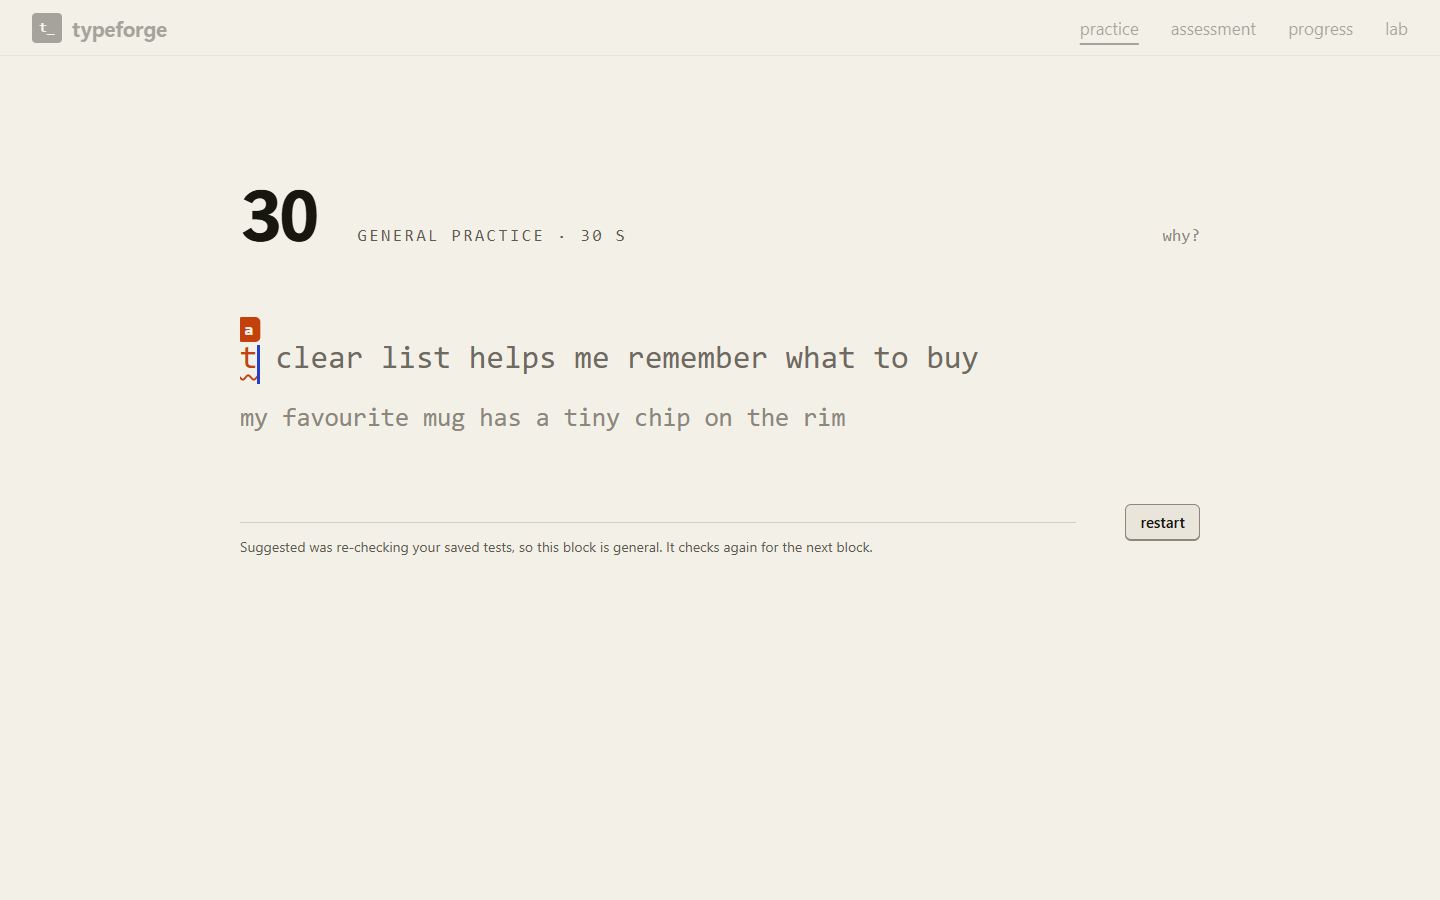 t_ typeforge practice assessment progress lab
30 GENERAL PRACTICE · 30 S why?
a
t clear list helps me remember what to buy
my favourite mug has a tiny chip on the rim
restart
Suggested was re-checking your saved tests, so this block is general. It checks again for the next block.